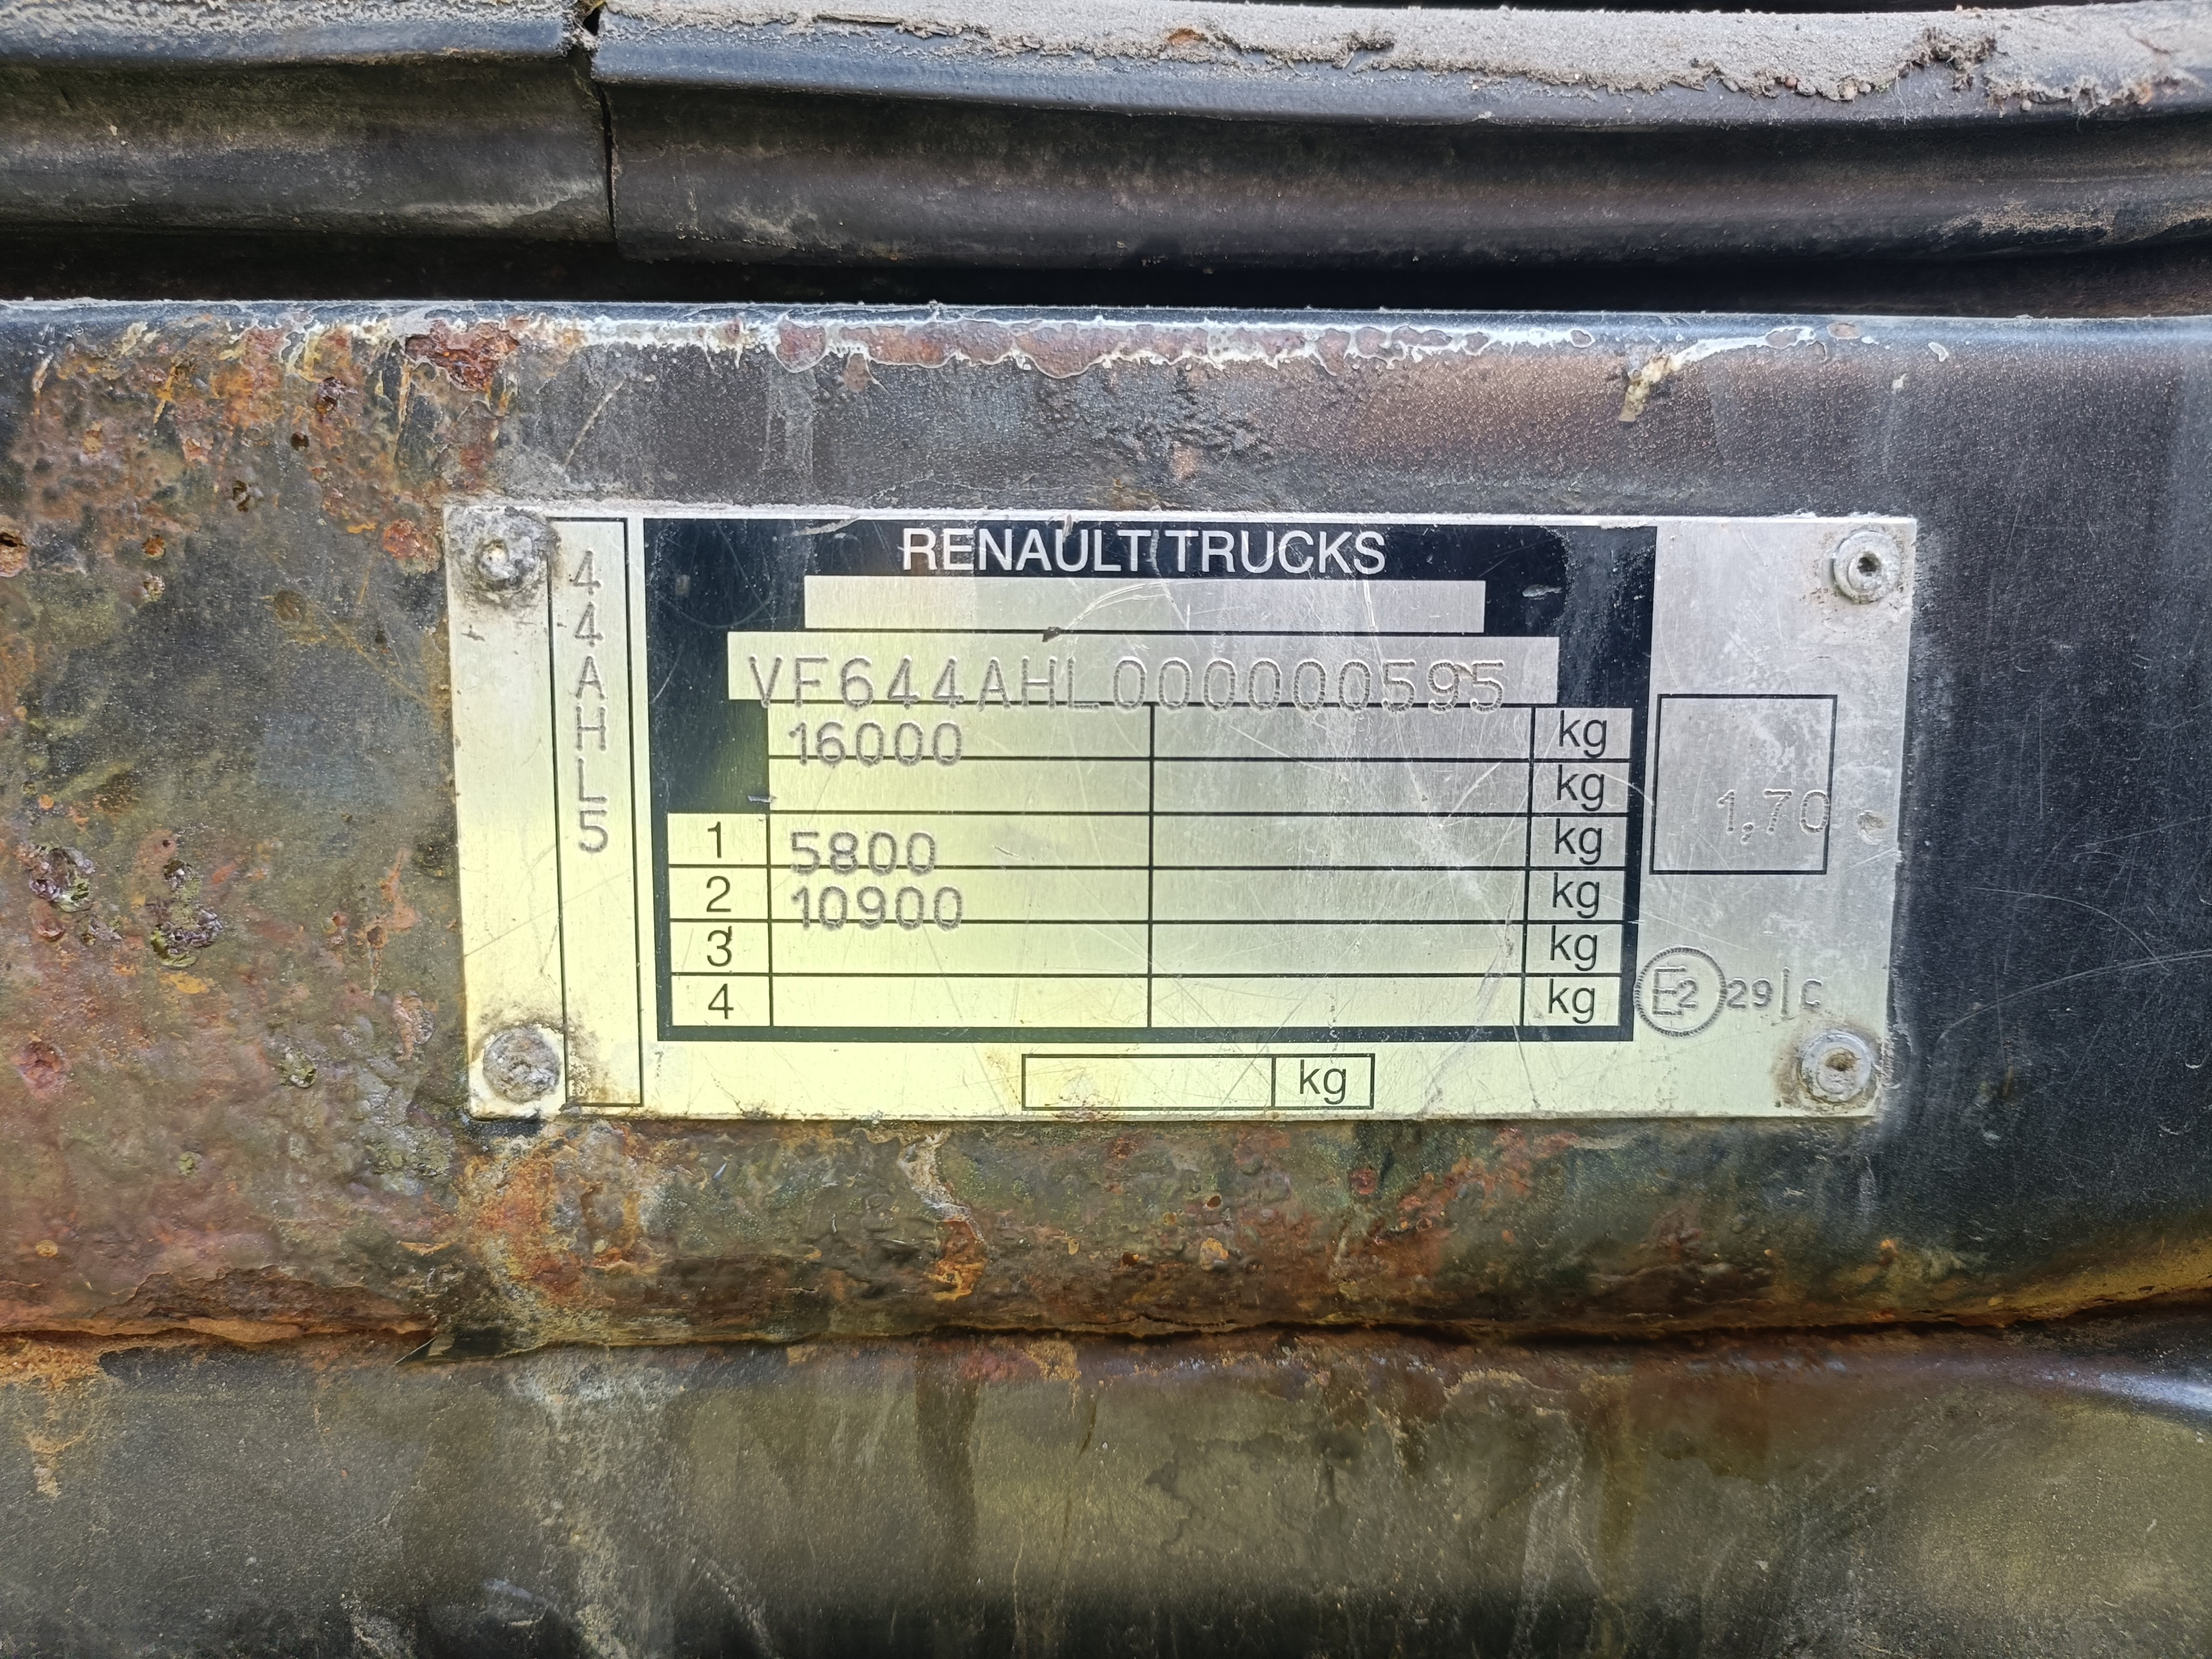 44AHL5
RENAULT TRUCKS
VF644AHL000000595
16000 kg
kg
1 5800 kg
2 10900 kg
3 kg
4 kg
kg
1,70
E2 29 | C